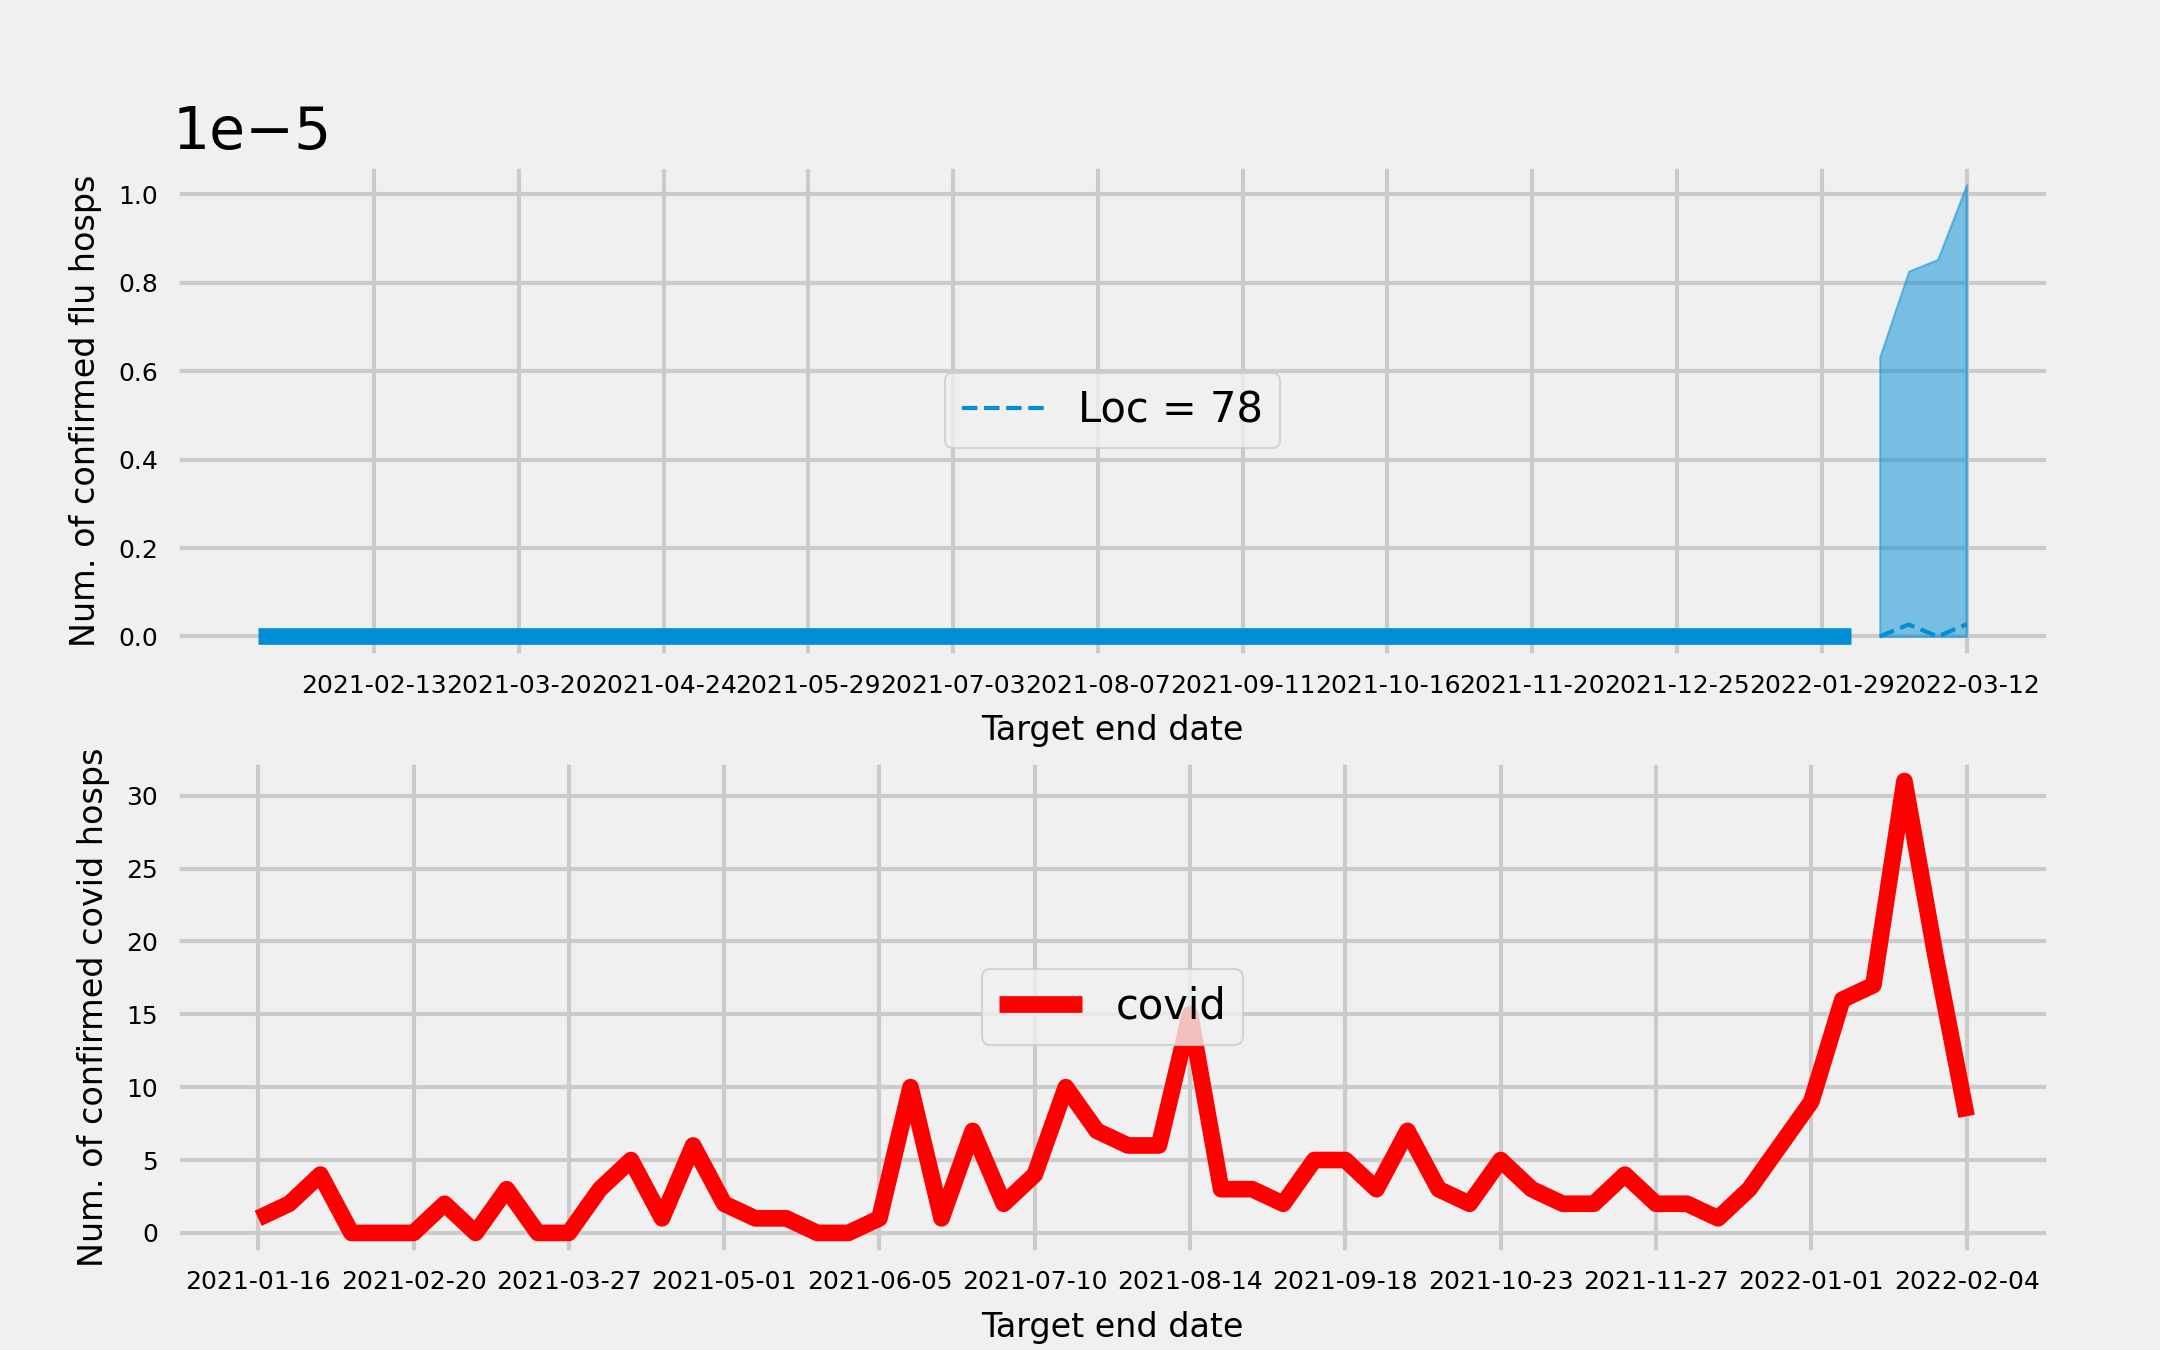 1e−5
Num. of confirmed flu hosps
1.0
0.8
0.6
0.4
0.2
0.0
Loc = 78
2021-02-13 2021-03-20 2021-04-24 2021-05-29 2021-07-03 2021-08-07 2021-09-11 2021-10-16 2021-11-20 2021-12-25 2022-01-29 2022-03-12
Target end date
Num. of confirmed covid hosps
30
25
20
15
10
5
0
covid
2021-01-16 2021-02-20 2021-03-27 2021-05-01 2021-06-05 2021-07-10 2021-08-14 2021-09-18 2021-10-23 2021-11-27 2022-01-01 2022-02-04
Target end date